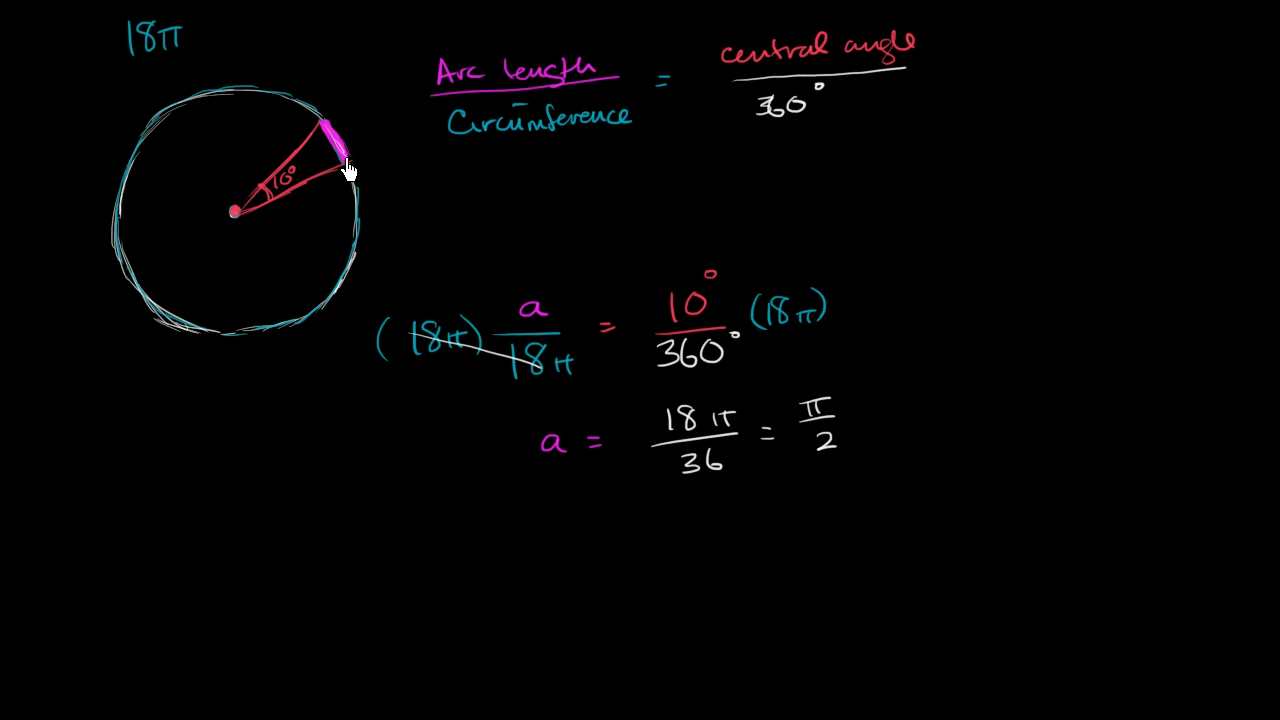 18π
Arc length / Circumference = central angle / 360°
10°
(18π) a / 18π = 10° / 360° (18π)
a = 18π / 36 = π / 2